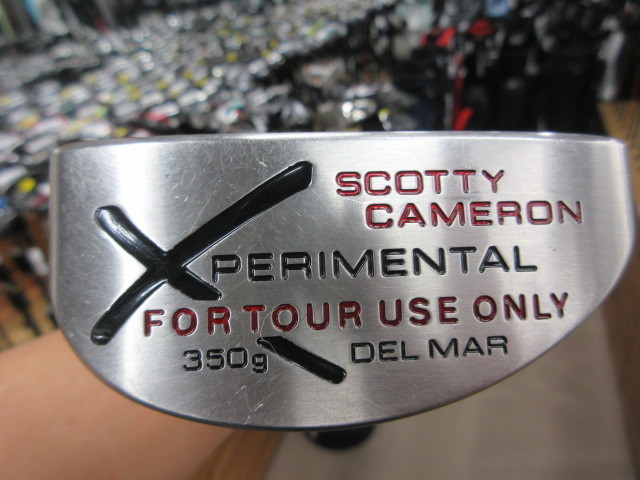 SCOTTY
CAMERON
XPERIMENTAL
FOR TOUR USE ONLY
350g DEL MAR